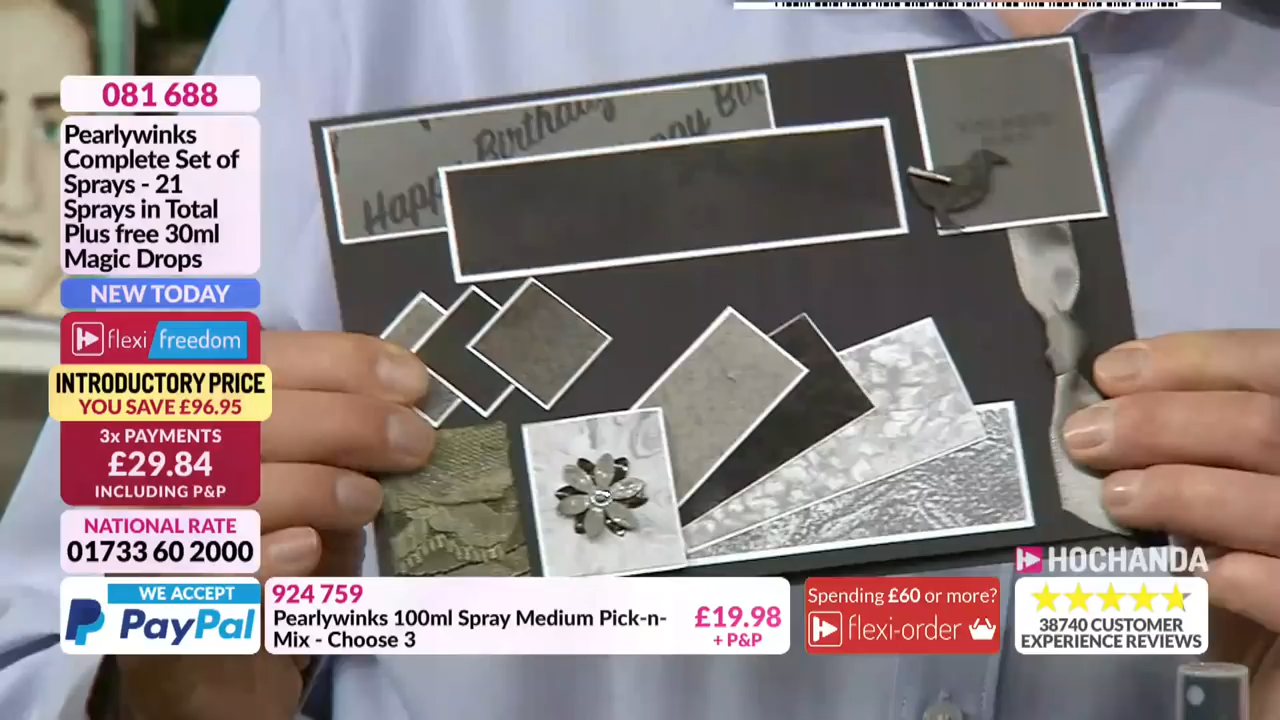 081 688
Pearlywinks
Complete Set of
Sprays - 21
Sprays in Total
Plus free 30ml
Magic Drops
NEW TODAY
flexi freedom
INTRODUCTORY PRICE
YOU SAVE £96.95
3x PAYMENTS
£29.84
INCLUDING P&P
NATIONAL RATE
01733 60 2000
WE ACCEPT
PayPal
924 759
Pearlywinks 100ml Spray Medium Pick-n-
Mix - Choose 3
£19.98
+ P&P
Spending £60 or more?
flexi-order
HOCHANDA
38740 CUSTOMER
EXPERIENCE REVIEWS
Happy Birthday